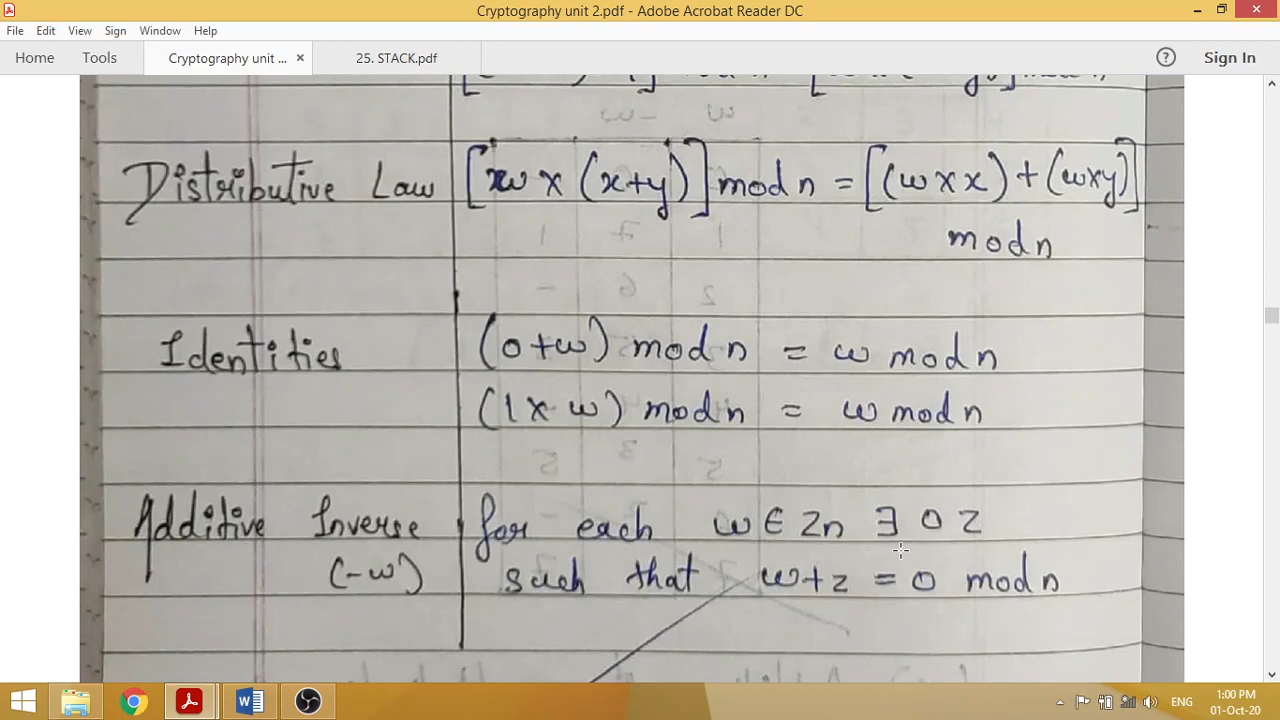 Cryptography unit 2.pdf - Adobe Acrobat Reader DC
File Edit View Sign Window Help
Home Tools Cryptography unit ... × 25. STACK.pdf Sign In
Distributive Law [w x (x+y)] mod n = [(w x x) + (w x y)]
mod n
Identities (0+w) mod n = w mod n
(1 x w) mod n = w mod n
Additive Inverse for each w ∈ Zn ∃ 0 z
(-w) such that w+z = 0 mod n
ENG 1:00 PM
01-Oct-20